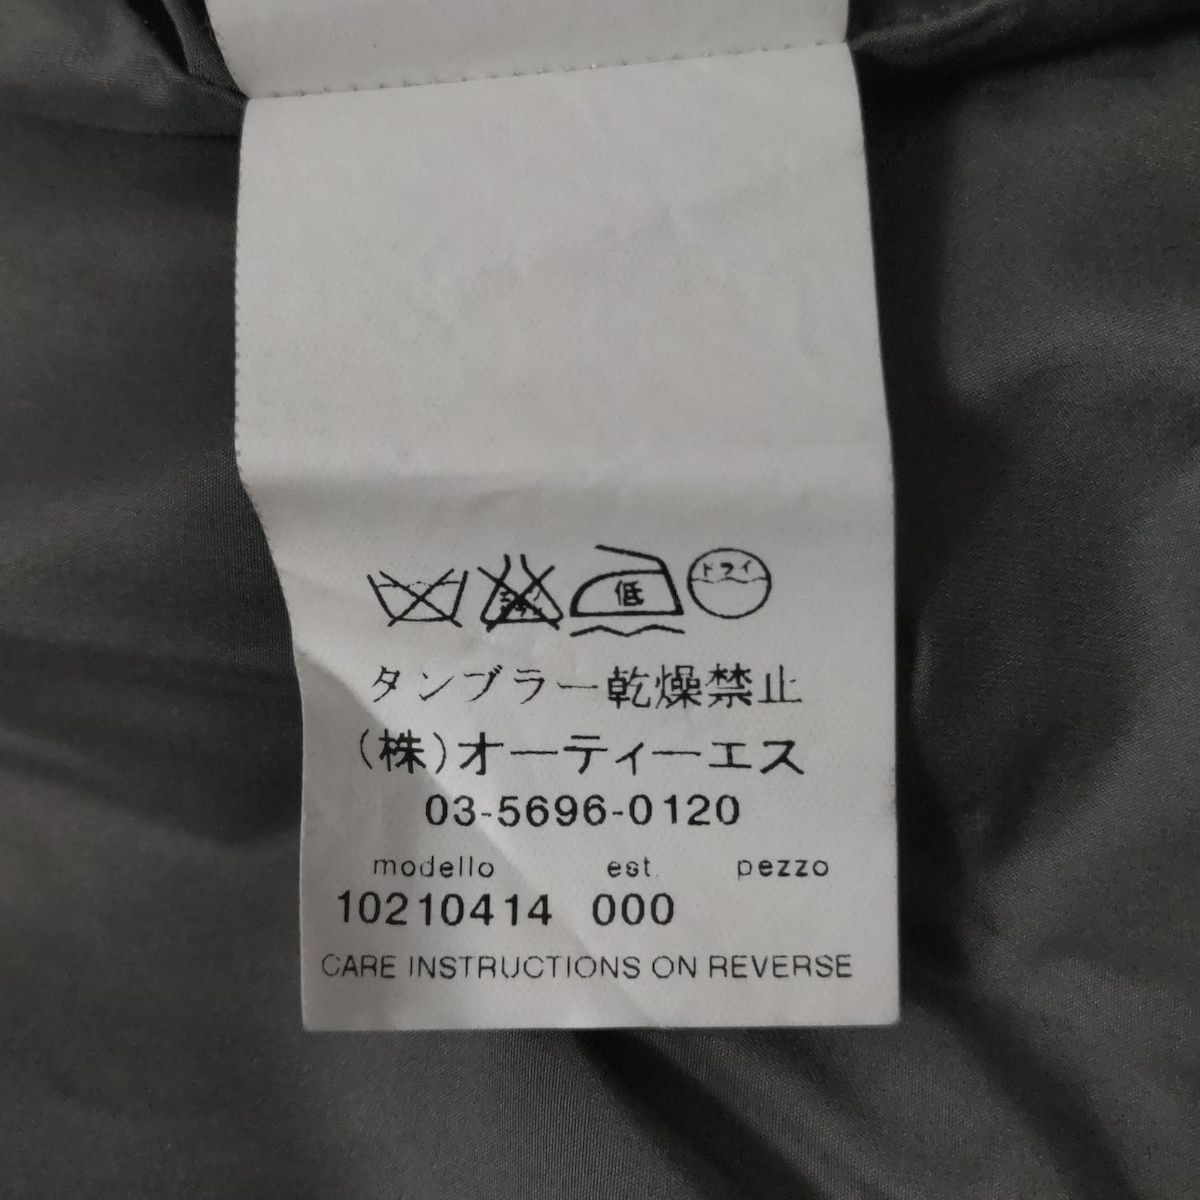 低 ドライ
タンブラー乾燥禁止
(株)オーティーエス
03-5696-0120
modello est. pezzo
10210414 000
CARE INSTRUCTIONS ON REVERSE